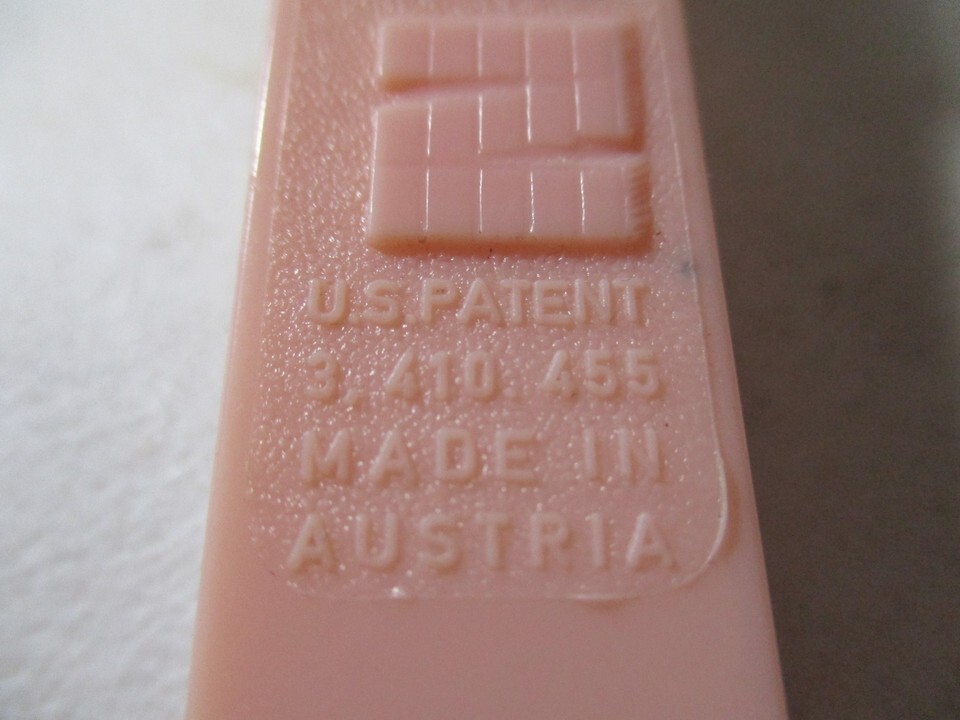 Z
U.S.PATENT
3, 410. 455
MADE IN
AUSTRIA